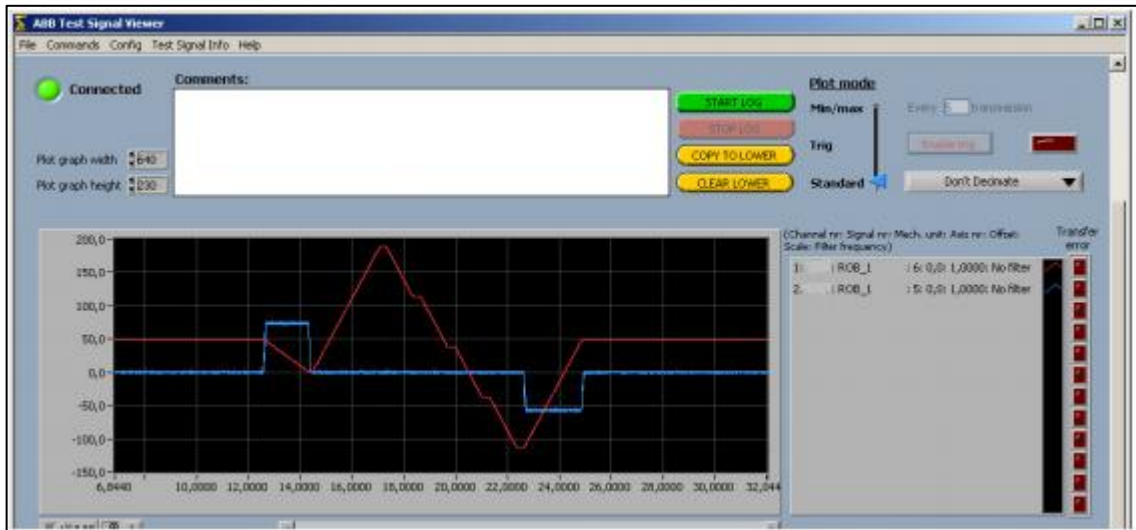 ABB Test Signal Viewer
File Commands Config Test Signal Info Help
Connected
Comments:
START LOG
STOP LOG
COPY TO LOWER
CLEAR LOWER
Plot mode
Min/max
Trig
Standard
Every 5 transmission
Enable trig
Don't Decimate
Plot graph width 640
Plot graph height 230
(Channel nr: Signal nr: Mech. unit: Axis nr: Offset:
Scale: Filter frequency)
Transfer
error
1: : ROB_1 : 6: 0,0: 1,0000: No filter
2: : ROB_1 : 5: 0,0: 1,0000: No filter
200,0
150,0
100,0
50,0
0,0
-50,0
-100,0
-150,0
6,8440 10,0000 12,0000 14,0000 16,0000 18,0000 20,0000 22,0000 24,0000 26,0000 28,0000 30,0000 32,044